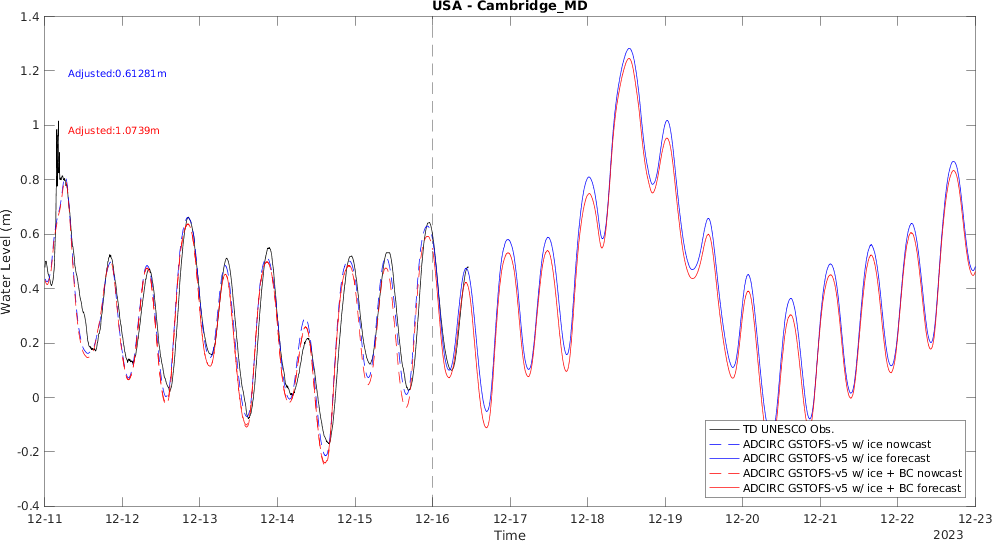 USA - Cambridge_MD
1.4
1.2
1
0.8
0.6
0.4
0.2
0
-0.2
-0.4
Water Level (m)
Adjusted:0.61281m
Adjusted:1.0739m
TD UNESCO Obs.
ADCIRC GSTOFS-v5 w/ ice nowcast
ADCIRC GSTOFS-v5 w/ ice forecast
ADCIRC GSTOFS-v5 w/ ice + BC nowcast
ADCIRC GSTOFS-v5 w/ ice + BC forecast
12-11 12-12 12-13 12-14 12-15 12-16 12-17 12-18 12-19 12-20 12-21 12-22 12-23
Time
2023